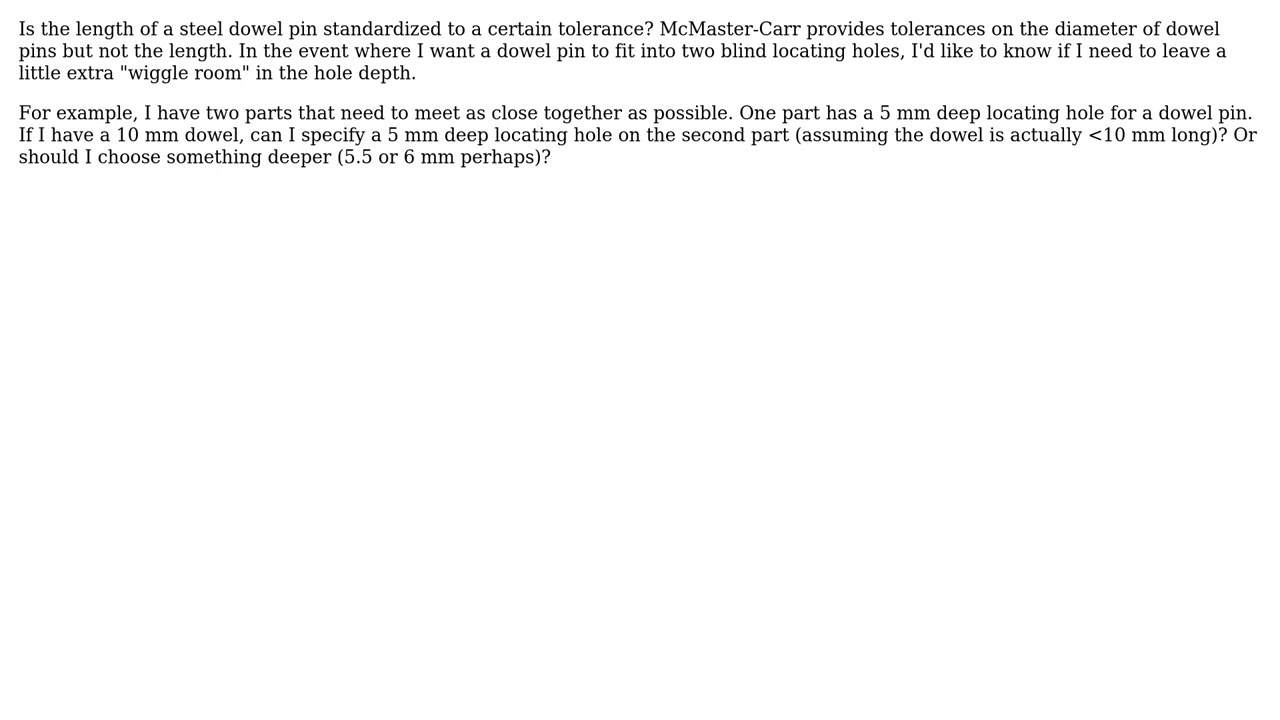 Is the length of a steel dowel pin standardized to a certain tolerance? McMaster-Carr provides tolerances on the diameter of dowel
pins but not the length. In the event where I want a dowel pin to fit into two blind locating holes, I'd like to know if I need to leave a
little extra "wiggle room" in the hole depth.
For example, I have two parts that need to meet as close together as possible. One part has a 5 mm deep locating hole for a dowel pin.
If I have a 10 mm dowel, can I specify a 5 mm deep locating hole on the second part (assuming the dowel is actually <10 mm long)? Or
should I choose something deeper (5.5 or 6 mm perhaps)?